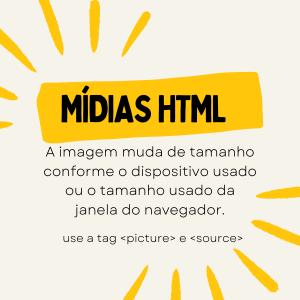 MÍDIAS HTML
A imagem muda de tamanho
conforme o dispositivo usado
ou o tamanho usado da
janela do navegador.
use a tag <picture> e <source>